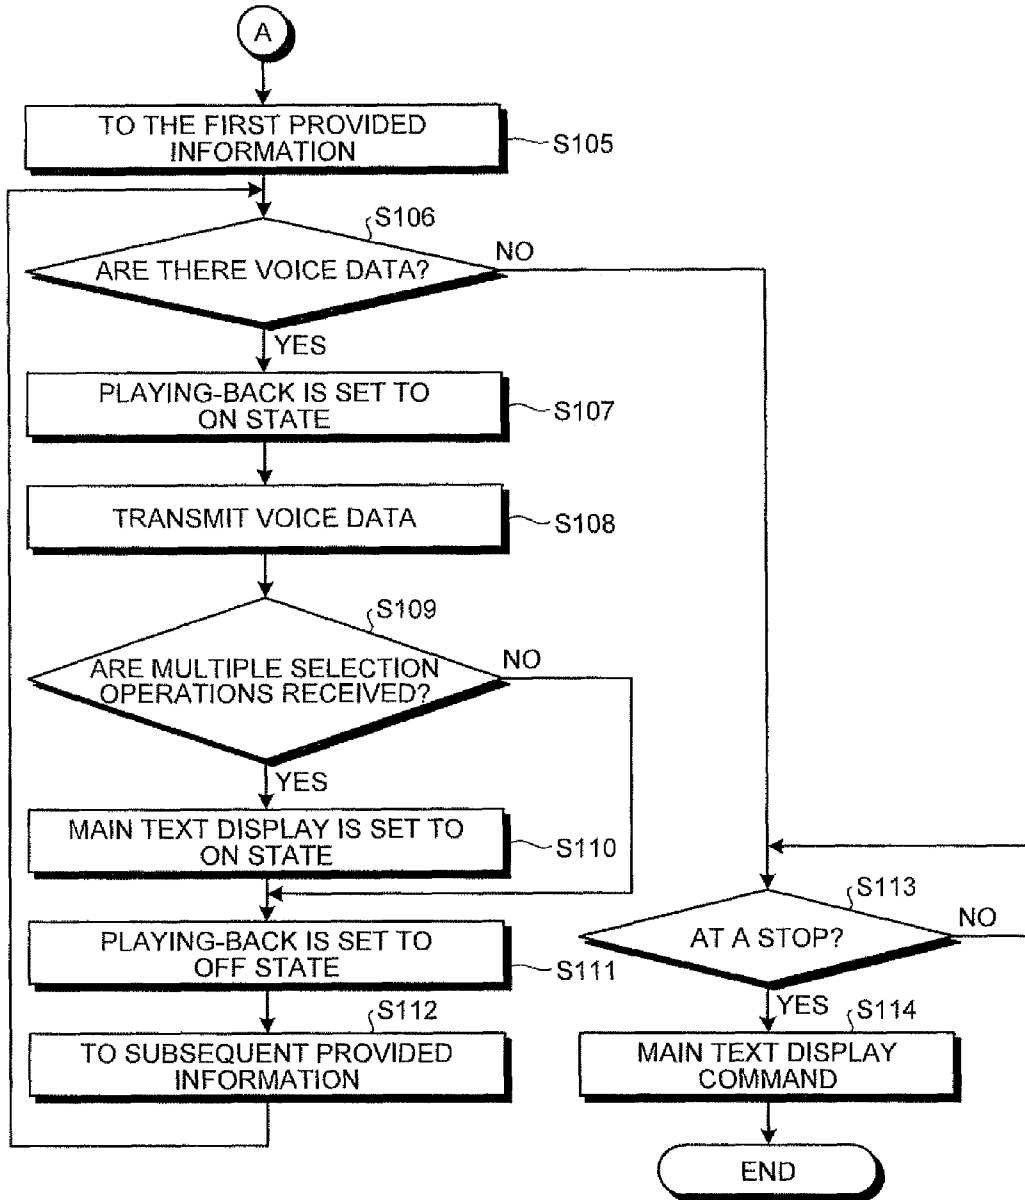 A
TO THE FIRST PROVIDED
INFORMATION
S105
S106
ARE THERE VOICE DATA?
NO
YES
PLAYING-BACK IS SET TO
ON STATE
S107
TRANSMIT VOICE DATA
S108
S109
ARE MULTIPLE SELECTION
OPERATIONS RECEIVED?
NO
YES
MAIN TEXT DISPLAY IS SET TO
ON STATE
S110
PLAYING-BACK IS SET TO
OFF STATE
S111
S112
TO SUBSEQUENT PROVIDED
INFORMATION
S113
AT A STOP?
NO
YES
S114
MAIN TEXT DISPLAY
COMMAND
END